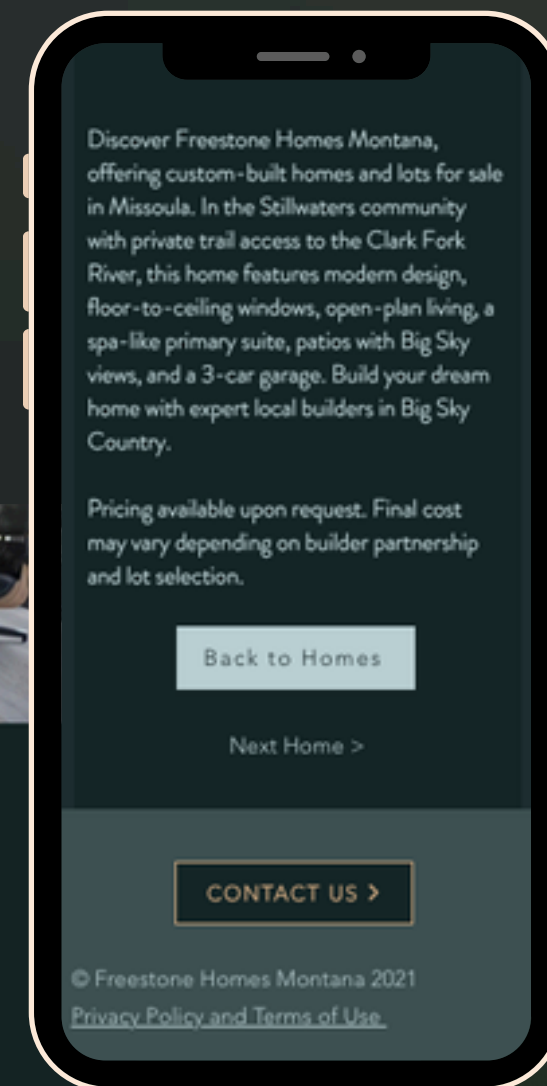 Discover Freestone Homes Montana,
offering custom-built homes and lots for sale
in Missoula. In the Stillwaters community
with private trail access to the Clark Fork
River, this home features modern design,
floor-to-ceiling windows, open-plan living, a
spa-like primary suite, patios with Big Sky
views, and a 3-car garage. Build your dream
home with expert local builders in Big Sky
Country.
Pricing available upon request. Final cost
may vary depending on builder partnership
and lot selection.
Back to Homes
Next Home >
CONTACT US >
© Freestone Homes Montana 2021
Privacy Policy and Terms of Use